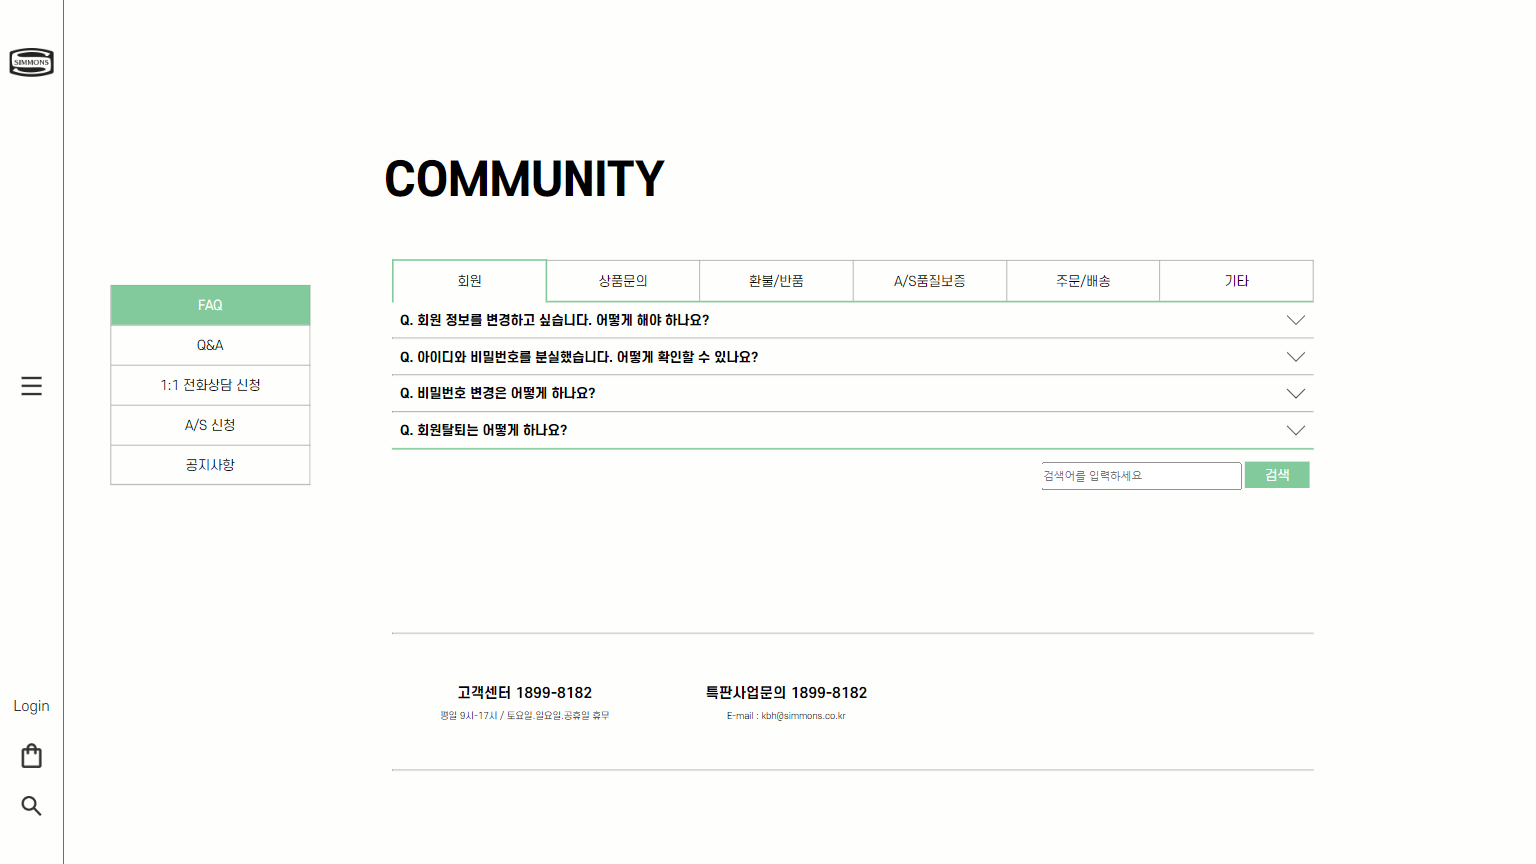 SIMMONS
COMMUNITY
회원
상품문의
환불/반품
A/S품질보증
주문/배송
기타
FAQ
Q&A
1:1 전화상담 신청
A/S 신청
공지사항
Q. 회원 정보를 변경하고 싶습니다. 어떻게 해야 하나요?
Q. 아이디와 비밀번호를 분실했습니다. 어떻게 확인할 수 있나요?
Q. 비밀번호 변경은 어떻게 하나요?
Q. 회원탈퇴는 어떻게 하나요?
검색어를 입력하세요
검색
고객센터 1899-8182
평일 9시-17시 / 토요일.일요일.공휴일 휴무
특판사업문의 1899-8182
E-mail : kbh@simmons.co.kr
Login